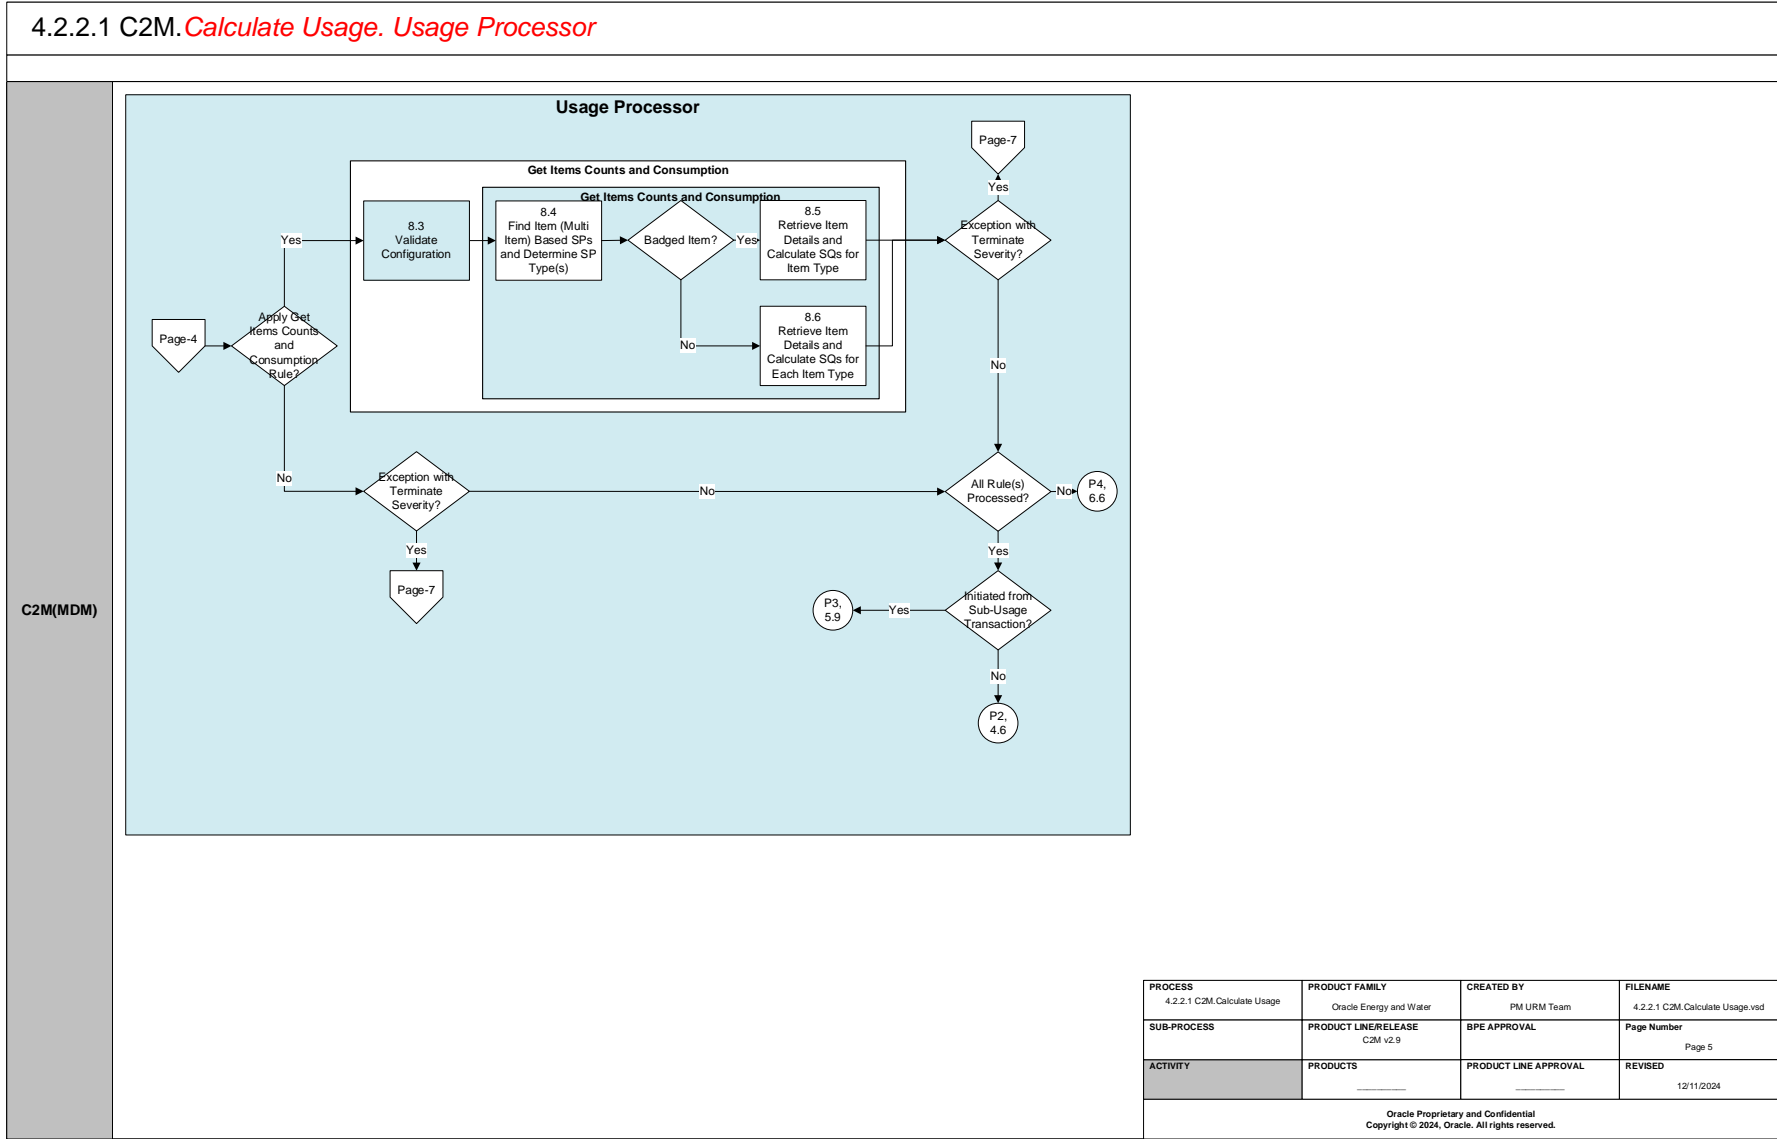 4.2.2.1 C2M.Calculate Usage. Usage Processor
C2M(MDM)
Usage Processor
Page-7
Yes
Get Items Counts and Consumption
Get Items Counts and Consumption
Yes
8.3
Validate
Configuration
8.4
Find Item (Multi
Item) Based SPs
and Determine SP
Type(s)
Badged Item?
Yes
8.5
Retrieve Item
Details and
Calculate SQs for
Item Type
Exception with
Terminate
Severity?
Page-4
Apply Get
Items Counts
and
Consumption
Rule?
No
8.6
Retrieve Item
Details and
Calculate SQs for
Each Item Type
No
No
Exception with
Terminate
Severity?
No
All Rule(s)
Processed?
No
P4,
6.6
Yes
Yes
Page-7
P3,
5.9
Yes
Initiated from
Sub-Usage
Transaction?
No
P2,
4.6
PROCESS
4.2.2.1 C2M.Calculate Usage
PRODUCT FAMILY
Oracle Energy and Water
CREATED BY
PM URM Team
FILENAME
4.2.2.1 C2M.Calculate Usage.vsd
SUB-PROCESS
PRODUCT LINE/RELEASE
C2M v2.9
BPE APPROVAL
Page Number
Page 5
ACTIVITY
PRODUCTS
PRODUCT LINE APPROVAL
REVISED
12/11/2024
Oracle Proprietary and Confidential
Copyright © 2024, Oracle. All rights reserved.